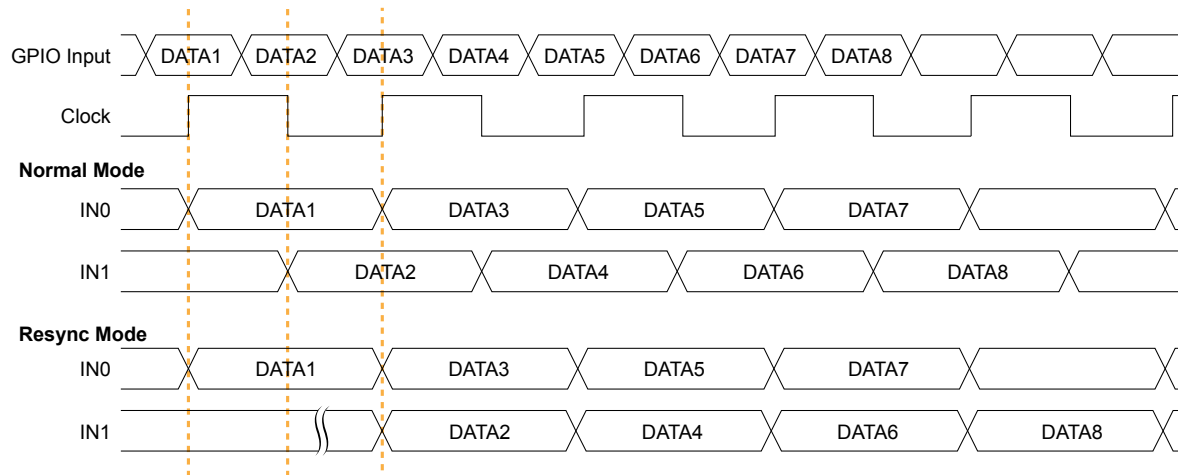 GPIO Input DATA1 DATA2 DATA3 DATA4 DATA5 DATA6 DATA7 DATA8
Clock
Normal Mode
IN0 DATA1 DATA3 DATA5 DATA7
IN1 DATA2 DATA4 DATA6 DATA8
Resync Mode
IN0 DATA1 DATA3 DATA5 DATA7
IN1 DATA2 DATA4 DATA6 DATA8